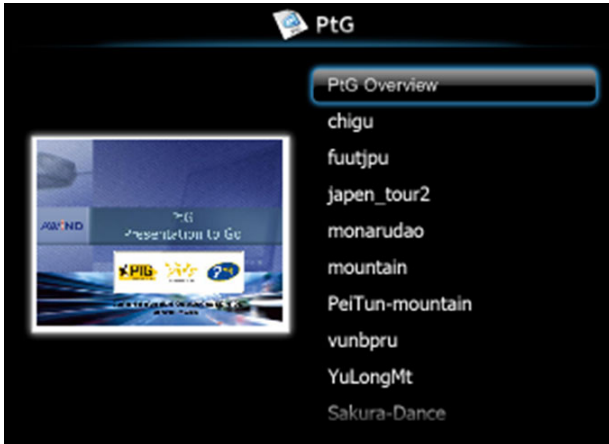 PtG
PtG Overview
chigu
fuutjpu
japen_tour2
monarudao
mountain
PeiTun-mountain
vunbpru
YuLongMt
Sakura-Dance
AWIND
PtG
Presentation to Go
PtG